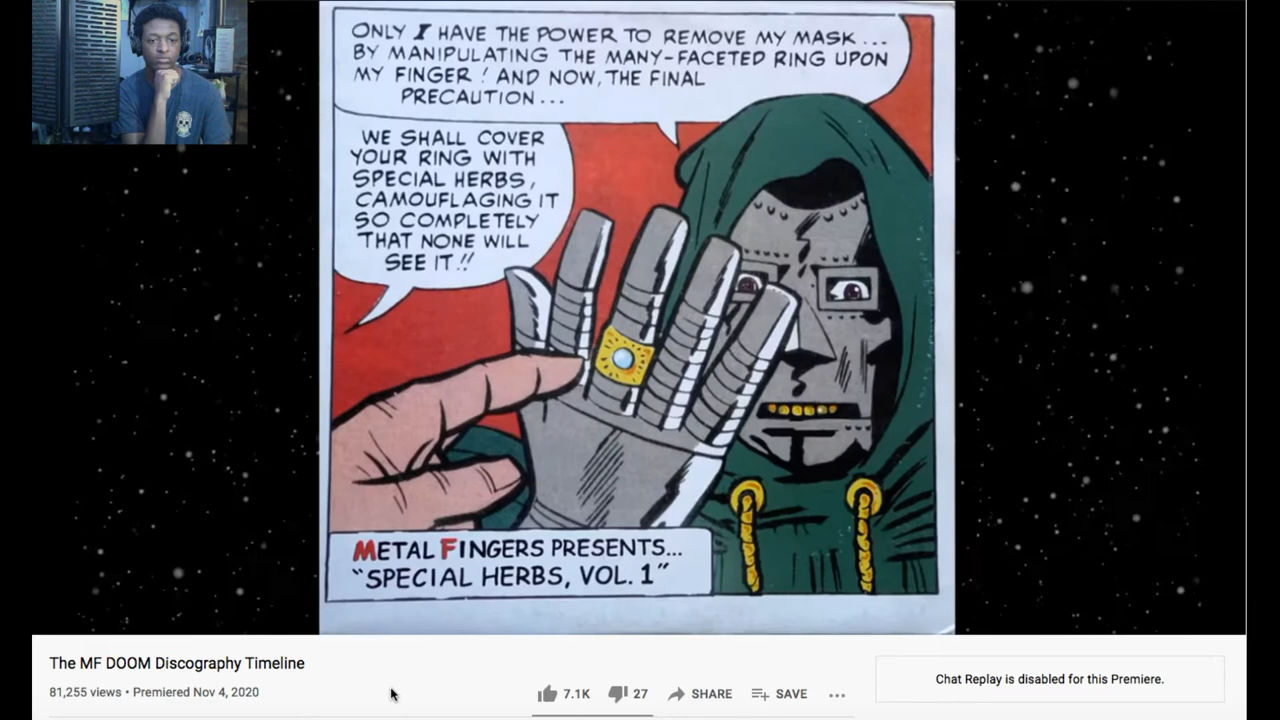 ONLY I HAVE THE POWER TO REMOVE MY MASK...
BY MANIPULATING THE MANY-FACETED RING UPON
MY FINGER! AND NOW, THE FINAL
PRECAUTION...
WE SHALL COVER
YOUR RING WITH
SPECIAL HERBS,
CAMOUFLAGING IT
SO COMPLETELY
THAT NONE WILL
SEE IT!!
METAL FINGERS PRESENTS...
"SPECIAL HERBS, VOL. 1"
The MF DOOM Discography Timeline
81,255 views • Premiered Nov 4, 2020
7.1K
27
SHARE
SAVE
Chat Replay is disabled for this Premiere.